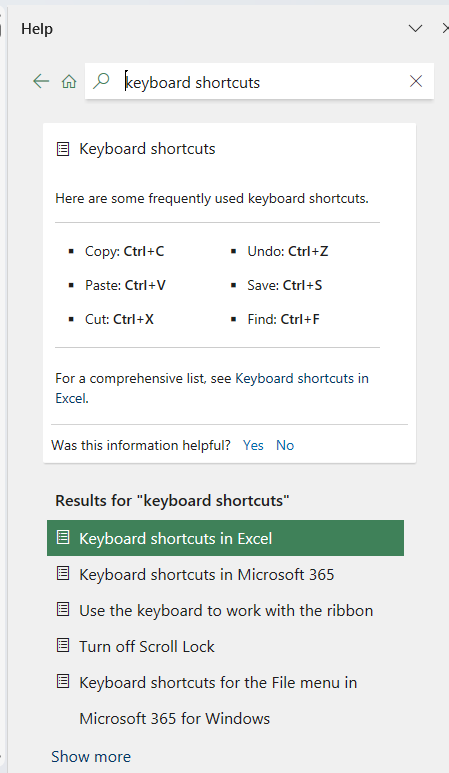 Help
keyboard shortcuts
Keyboard shortcuts
Here are some frequently used keyboard shortcuts.
Copy: Ctrl+C
Undo: Ctrl+Z
Paste: Ctrl+V
Save: Ctrl+S
Cut: Ctrl+X
Find: Ctrl+F
For a comprehensive list, see Keyboard shortcuts in
Excel.
Was this information helpful? Yes No
Results for "keyboard shortcuts"
Keyboard shortcuts in Excel
Keyboard shortcuts in Microsoft 365
Use the keyboard to work with the ribbon
Turn off Scroll Lock
Keyboard shortcuts for the File menu in
Microsoft 365 for Windows
Show more